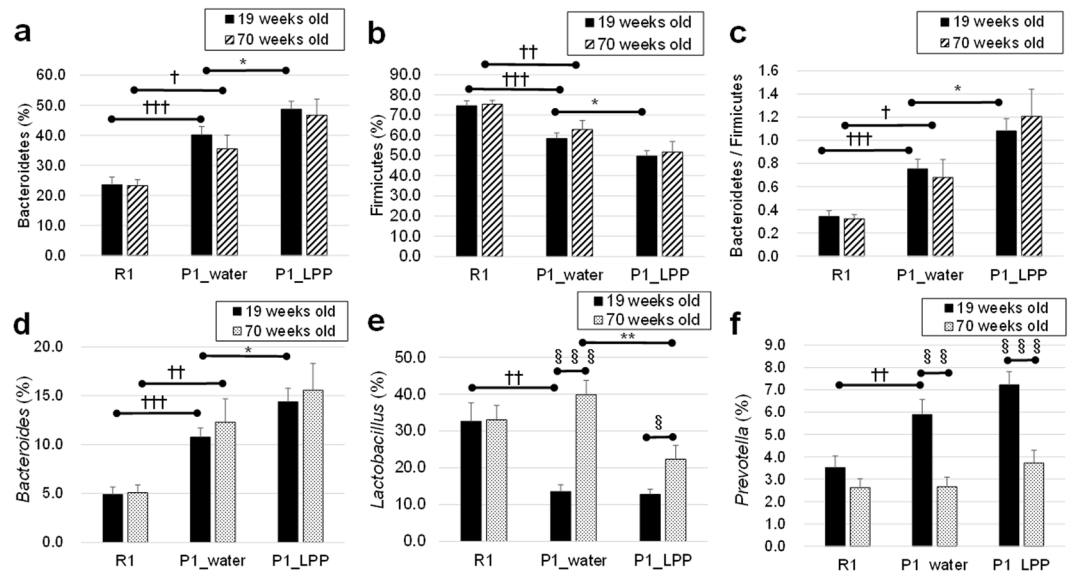 a
19 weeks old
70 weeks old
Bacteroidetes (%)
60.0
50.0
40.0
30.0
20.0
10.0
0.0
†††
†
*
R1 P1_water P1_LPP
b
19 weeks old
70 weeks old
Firmicutes (%)
90.0
80.0
70.0
60.0
50.0
40.0
30.0
20.0
10.0
0.0
††
†††
*
R1 P1_water P1_LPP
c
19 weeks old
70 weeks old
Bacteroidetes / Firmicutes
1.6
1.4
1.2
1.0
0.8
0.6
0.4
0.2
0.0
†††
†
*
R1 P1_water P1_LPP
d
19 weeks old
70 weeks old
Bacteroides (%)
20.0
15.0
10.0
5.0
0.0
†††
††
*
R1 P1_water P1_LPP
e
19 weeks old
70 weeks old
Lactobacillus (%)
50.0
40.0
30.0
20.0
10.0
0.0
††
§ § §
**
§
R1 P1_water P1_LPP
f
19 weeks old
70 weeks old
Prevotella (%)
9.0
8.0
7.0
6.0
5.0
4.0
3.0
2.0
1.0
0.0
††
§ §
§ § §
R1 P1_water P1_LPP